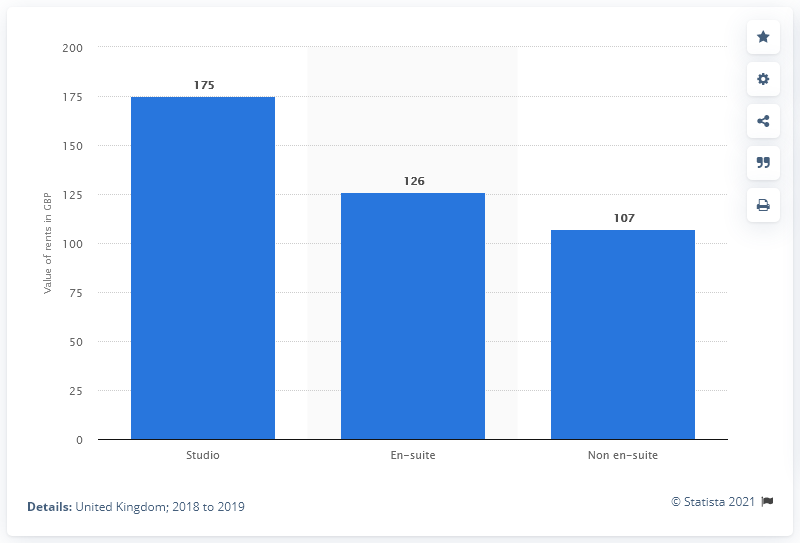 200
175
150
125
100
75
50
25
0
Value of rents in GBP
175
126
107
Studio
En-suite
Non en-suite
Details: United Kingdom; 2018 to 2019
© Statista 2021